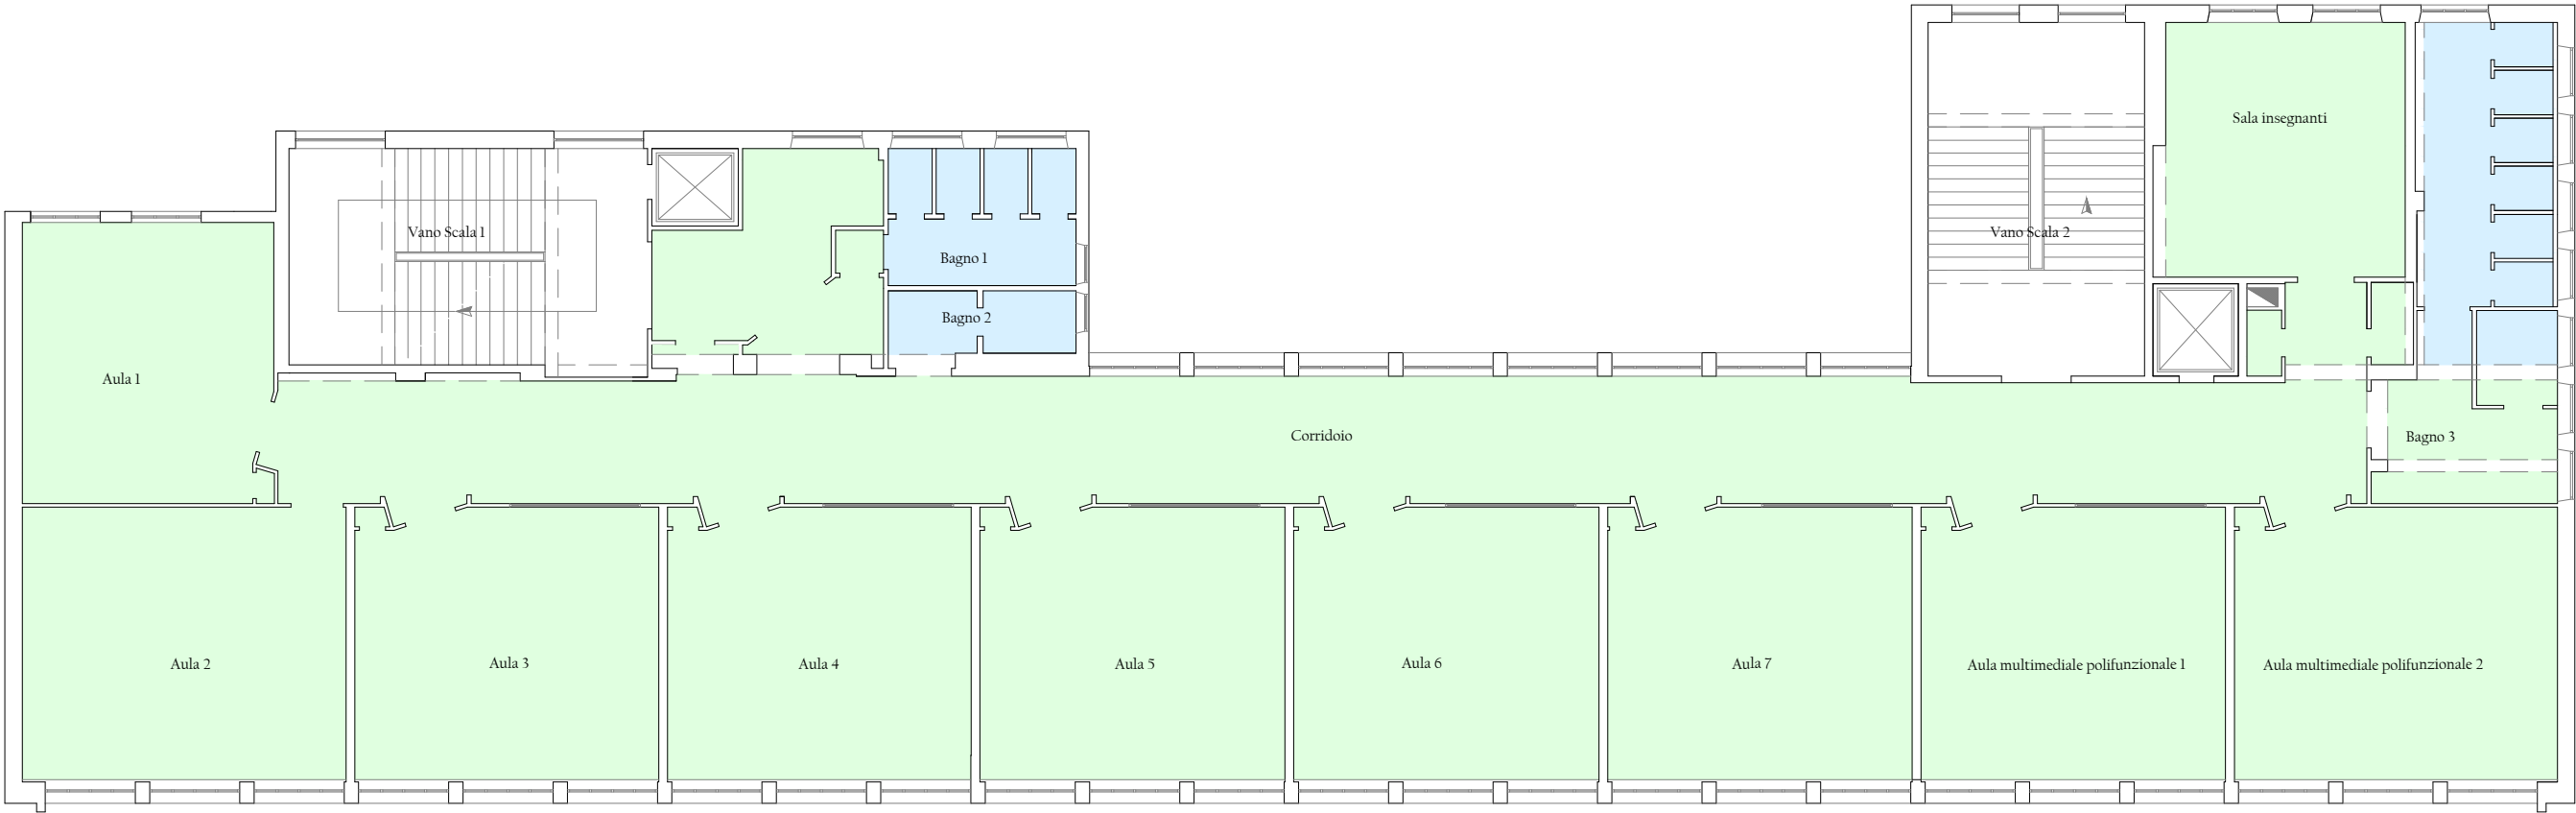 Sala insegnanti
Vano Scala 1
Vano Scala 2
Bagno 1
Bagno 2
Aula 1
Corridoio
Bagno 3
Aula 2
Aula 3
Aula 4
Aula 5
Aula 6
Aula 7
Aula multimediale polifunzionale 1
Aula multimediale polifunzionale 2